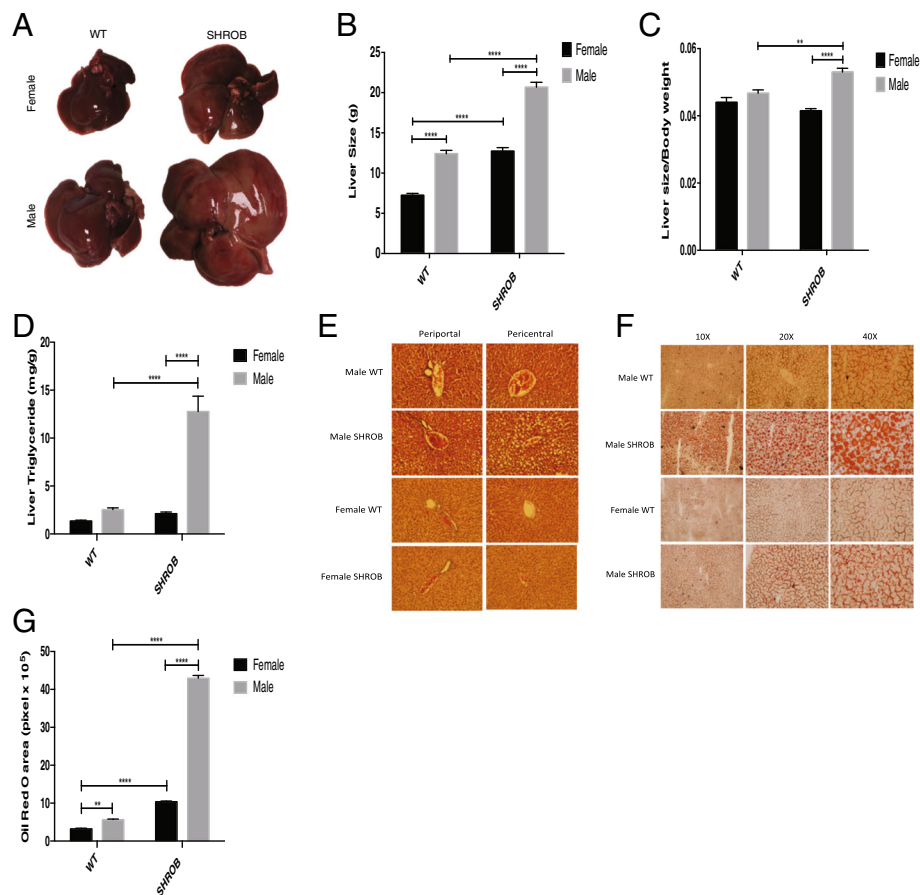 A
WT
SHROB
Female
Male
B
Liver Size (g)
25
20
15
10
5
0
****
****
****
****
WT
SHROB
Female
Male
C
Liver size/Body weight
0.06
0.04
0.02
0.00
**
****
WT
SHROB
Female
Male
D
Liver Triglyceride (mg/g)
20
15
10
5
0
****
****
WT
SHROB
Female
Male
E
Periportal
Pericentral
Male WT
Male SHROB
Female WT
Female SHROB
F
10X
20X
40X
Male WT
Male SHROB
Female WT
Male SHROB
G
Oil Red O area (pixel x 10⁵)
50
40
30
20
10
0
****
****
****
**
WT
SHROB
Female
Male